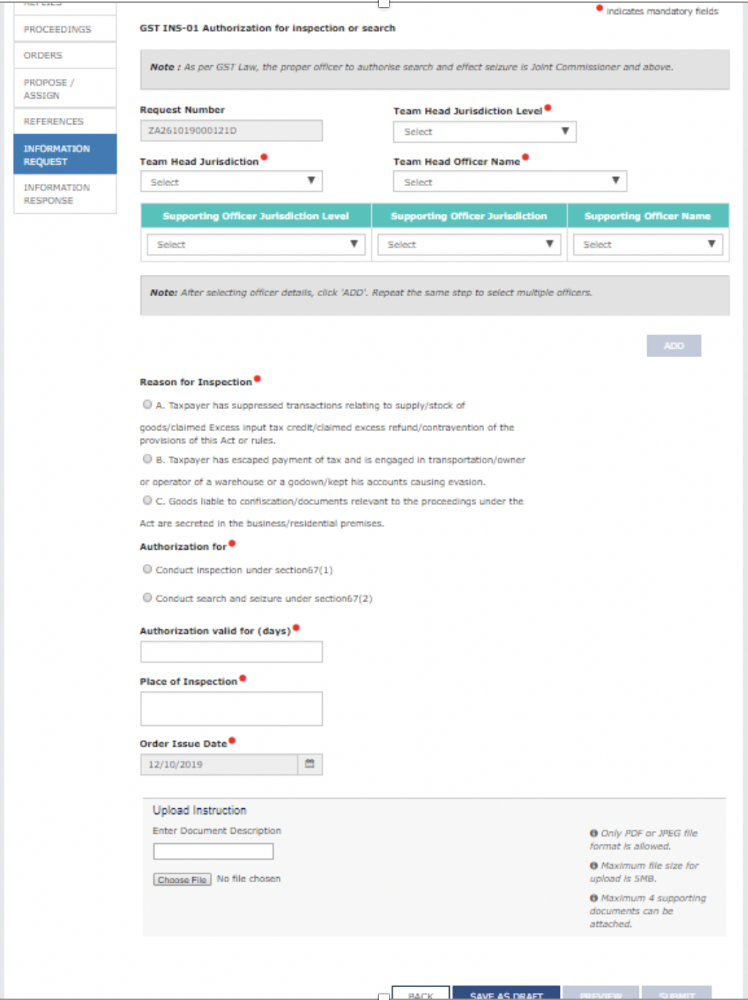 REPLIES
PROCEEDINGS
ORDERS
PROPOSE /
ASSIGN
REFERENCES
INFORMATION
REQUEST
INFORMATION
RESPONSE
indicates mandatory fields
GST INS-01 Authorization for inspection or search
Note : As per GST Law, the proper officer to authorise search and effect seizure is Joint Commissioner and above.
Request Number
Team Head Jurisdiction Level
ZA261019000121D
Select
Team Head Jurisdiction
Team Head Officer Name
Select
Select
Supporting Officer Jurisdiction Level
Supporting Officer Jurisdiction
Supporting Officer Name
Select
Select
Select
Note: After selecting officer details, click 'ADD'. Repeat the same step to select multiple officers.
ADD
Reason for Inspection
A. Taxpayer has suppressed transactions relating to supply/stock of
goods/claimed Excess input tax credit/claimed excess refund/contravention of the
provisions of this Act or rules.
B. Taxpayer has escaped payment of tax and is engaged in transportation/owner
or operator of a warehouse or a godown/kept his accounts causing evasion.
C. Goods liable to confiscation/documents relevant to the proceedings under the
Act are secreted in the business/residential premises.
Authorization for
Conduct inspection under section67(1)
Conduct search and seizure under section67(2)
Authorization valid for (days)
Place of Inspection
Order Issue Date
12/10/2019
Upload Instruction
Enter Document Description
Choose File No file chosen
Only PDF or JPEG file
format is allowed.
Maximum file size for
upload is 5MB.
Maximum 4 supporting
documents can be
attached.
BACK
SAVE AS DRAFT
PREVIEW
SUBMIT